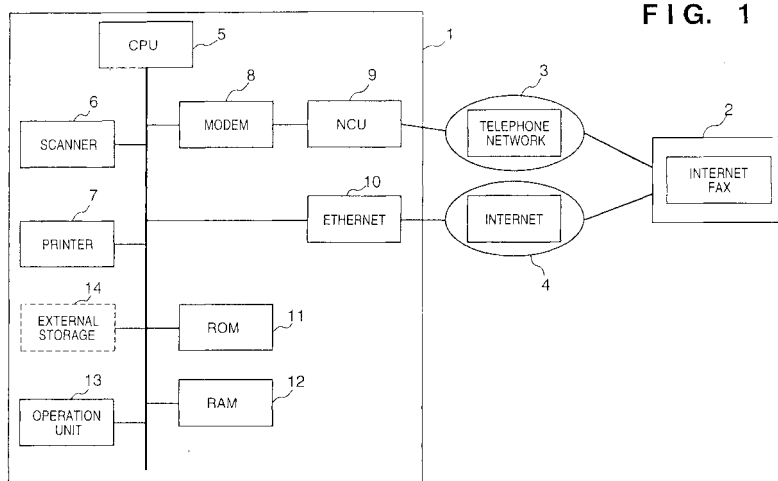 FIG. 1
CPU
5
1
6
SCANNER
8
MODEM
9
NCU
3
TELEPHONE
NETWORK
2
INTERNET
FAX
7
PRINTER
10
ETHERNET
INTERNET
4
14
EXTERNAL
STORAGE
ROM
11
13
OPERATION
UNIT
RAM
12